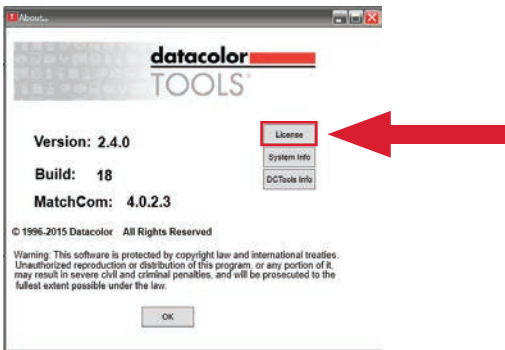 About...
datacolor
TOOLS
Version: 2.4.0
License
System Info
Build: 18
DCTools Info
MatchCom: 4.0.2.3
© 1996-2015 Datacolor All Rights Reserved
Warning: This software is protected by copyright law and international treaties.
Unauthorized reproduction or distribution of this program, or any portion of it,
may result in severe civil and criminal penalties, and will be prosecuted to the
fullest extent possible under the law.
OK